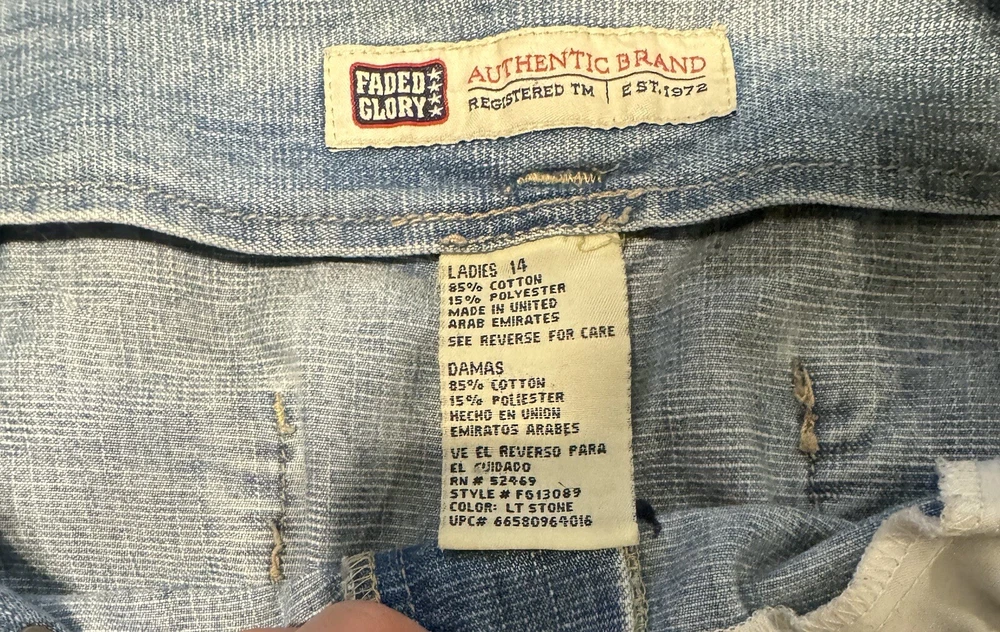 FADED
GLORY
AUTHENTIC BRAND
REGISTERED TM | EST. 1972
LADIES 14
85% COTTON
15% POLYESTER
MADE IN UNITED
ARAB EMIRATES
SEE REVERSE FOR CARE
DAMAS
85% COTTON
15% POLIESTER
HECHO EN UNION
EMIRATOS ARABES
VE EL REVERSO PARA
EL CUIDADO
RN # 52469
STYLE # FG13089
COLOR: LT STONE
UPC# 66580964016